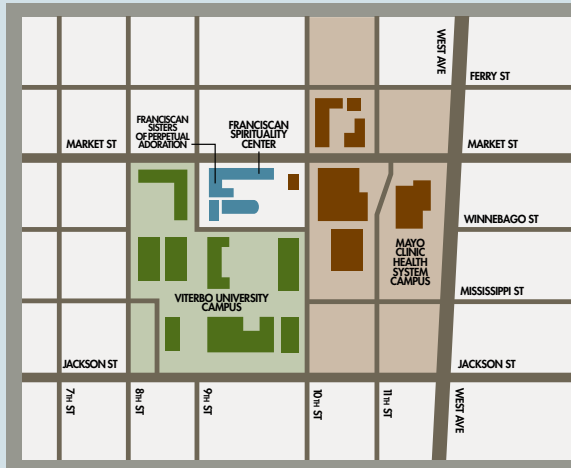 WEST AVE
FERRY ST
FRANCISCAN
SISTERS
OF PERPETUAL
ADORATION
FRANCISCAN
SPIRITUALITY
CENTER
MARKET ST
MARKET ST
WINNEBAGO ST
MAYO
CLINIC
HEALTH
SYSTEM
CAMPUS
MISSISSIPPI ST
VITERBO UNIVERSITY
CAMPUS
JACKSON ST
JACKSON ST
7TH ST
8TH ST
9TH ST
10TH ST
11TH ST
WEST AVE